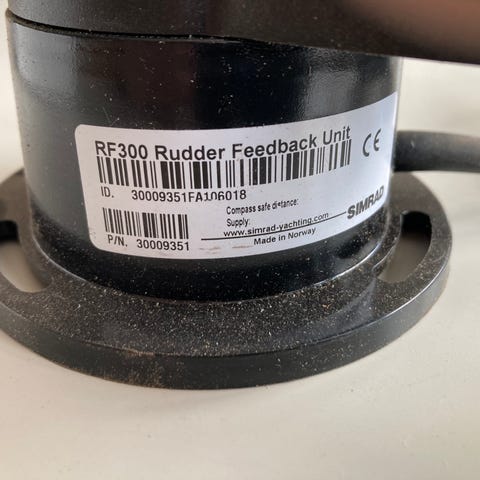 RF300 Rudder Feedback Unit
CE
ID. 30009351FA106018
Compass safe distance:
Supply:
SIMRAD
www.simrad-yachting.com
P/N. 30009351
Made in Norway